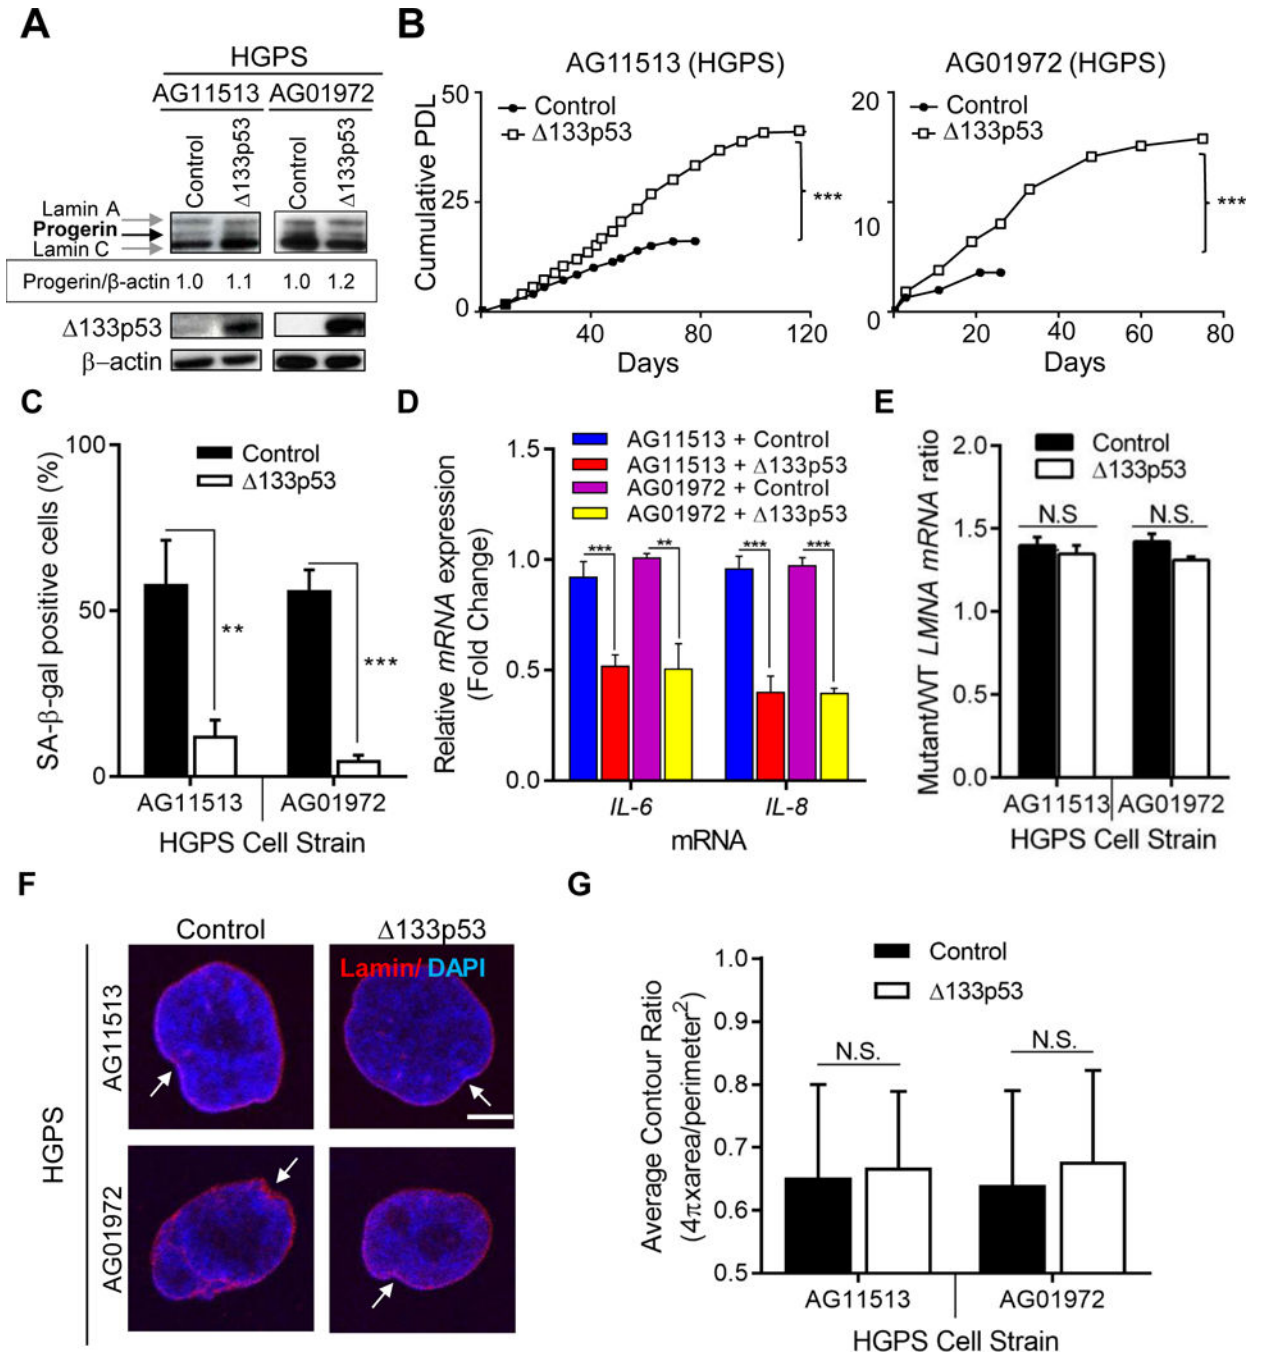 A
HGPS
AG11513 AG01972
Control
Δ133p53
Control
Δ133p53
Lamin A
Progerin
Lamin C
Progerin/β-actin 1.0 1.1 1.0 1.2
Δ133p53
β-actin
B
AG11513 (HGPS)
Control
Δ133p53
Cumulative PDL
50
25
0
40 80 120
Days
***
AG01972 (HGPS)
Control
Δ133p53
20
10
0
0 20 40 60 80
Days
***
C
Control
Δ133p53
SA-β-gal positive cells (%)
100
50
0
**
***
AG11513 AG01972
HGPS Cell Strain
D
AG11513 + Control
AG11513 + Δ133p53
AG01972 + Control
AG01972 + Δ133p53
Relative mRNA expression
(Fold Change)
1.5
1.0
0.5
0.0
*** ** *** ***
IL-6 IL-8
mRNA
E
Control
Δ133p53
Mutant/WT LMNA mRNA ratio
2.0
1.5
1.0
0.5
0.0
N.S N.S.
AG11513 AG01972
HGPS Cell Strain
F
Control Δ133p53
HGPS
AG11513
AG01972
Lamin/ DAPI
G
Control
Δ133p53
Average Contour Ratio
(4πxarea/perimeter²)
1.0
0.9
0.8
0.7
0.6
0.5
N.S. N.S.
AG11513 AG01972
HGPS Cell Strain